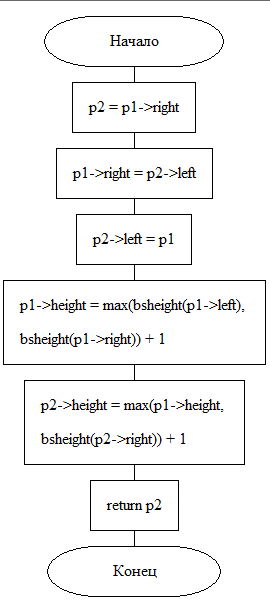 Начало
p2 = p1->right
p1->right = p2->left
p2->left = p1
p1->height = max(bsheight(p1->left),
bsheight(p1->right)) + 1
p2->height = max(p1->height,
bsheight(p2->right)) + 1
return p2
Конец